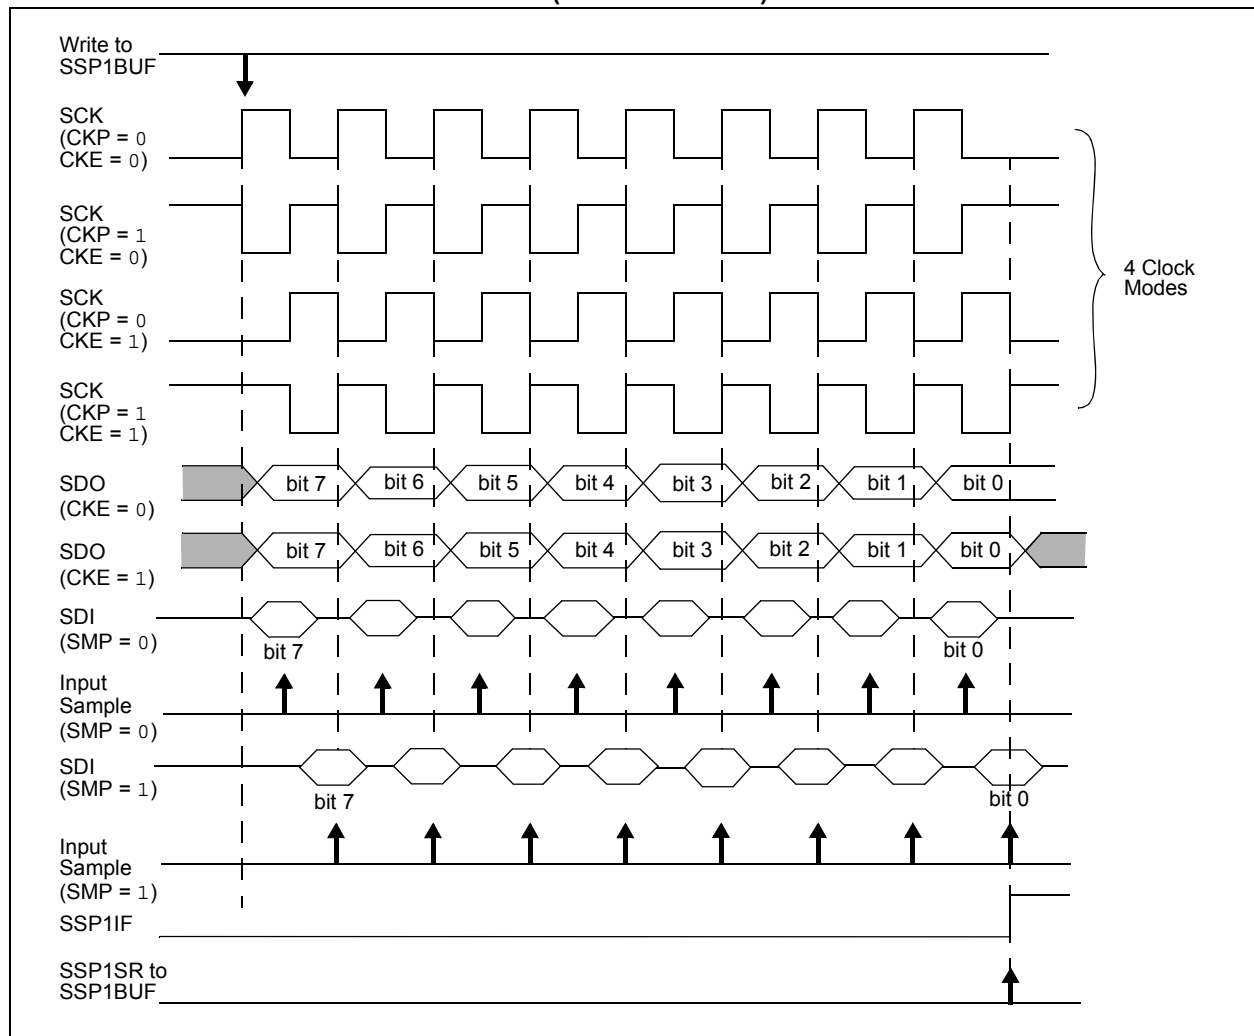 Write to
SSP1BUF
SCK
(CKP = 0
CKE = 0)
SCK
(CKP = 1
CKE = 0)
4 Clock
Modes
SCK
(CKP = 0
CKE = 1)
SCK
(CKP = 1
CKE = 1)
SDO
(CKE = 0)
bit 7 bit 6 bit 5 bit 4 bit 3 bit 2 bit 1 bit 0
SDO
(CKE = 1)
bit 7 bit 6 bit 5 bit 4 bit 3 bit 2 bit 1 bit 0
SDI
(SMP = 0)
bit 7 bit 0
Input
Sample
(SMP = 0)
SDI
(SMP = 1)
bit 7 bit 0
Input
Sample
(SMP = 1)
SSP1IF
SSP1SR to
SSP1BUF